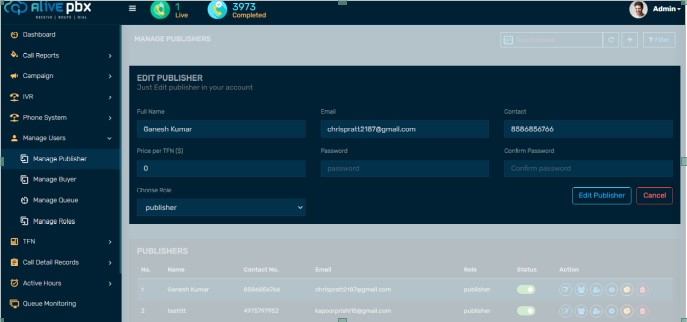 Alive pbx
RECEIVE | ROUTE | DIAL
1
Live
3973
Completed
Admin
Dashboard
Call Reports
Campaign
IVR
Phone System
Manage Users
Manage Publisher
Manage Buyer
Manage Queue
Manage Roles
TFN
Call Detail Records
Active Hours
Queue Monitoring
MANAGE PUBLISHERS
Filter
EDIT PUBLISHER
Just Edit publisher in your account
Full Name Email Contact
Ganesh Kumar chrispratt2187@gmail.com 8586856766
Price per TFN ($) Password Confirm Password
0 password Confirm password
Choose Role
publisher
Edit Publisher Cancel
PUBLISHERS
No. Name Contact No. Email Role Status Action
1 Ganesh Kumar 8586856766 chrispratt2187@gmail.com publisher
2 testttt 4975797952 publisher